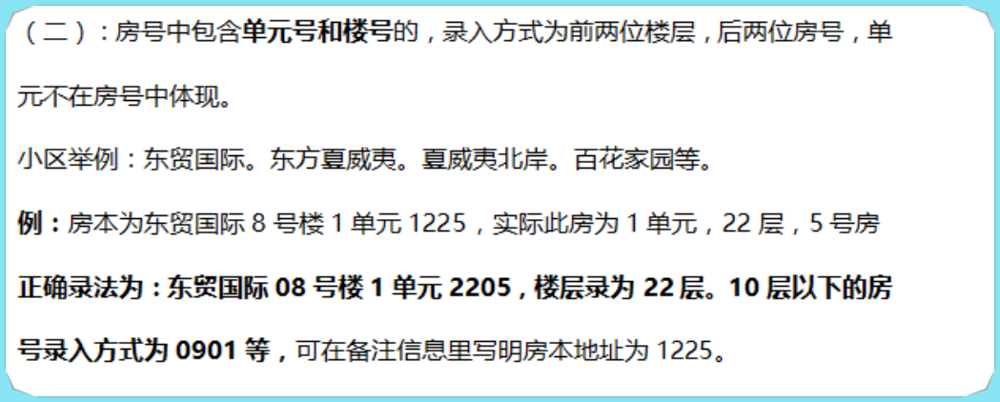 （二）：房号中包含单元号和楼号的，录入方式为前两位楼层，后两位房号，单
元不在房号中体现。
小区举例：东贸国际。东方夏威夷。夏威夷北岸。百花家园等。
例：房本为东贸国际 8 号楼 1 单元 1225，实际此房为 1 单元，22 层，5 号房
正确录法为：东贸国际 08 号楼 1 单元 2205，楼层录为 22 层。10 层以下的房
号录入方式为 0901 等，可在备注信息里写明房本地址为 1225。